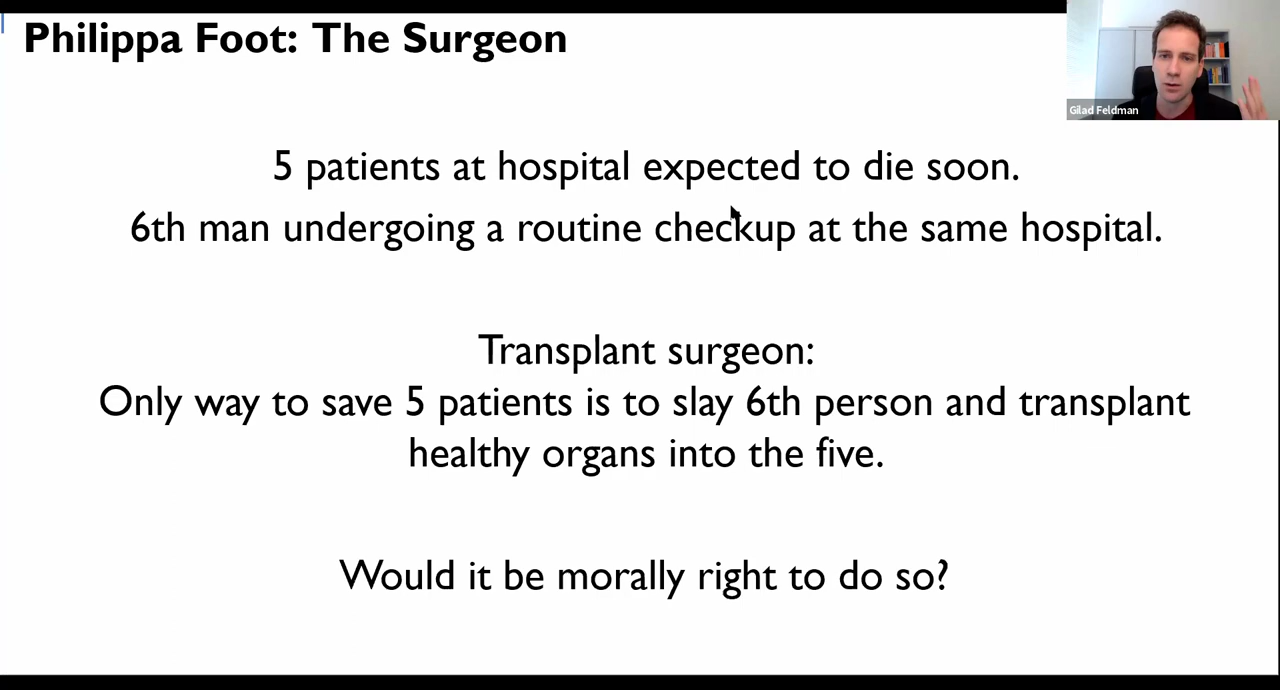 Philippa Foot: The Surgeon
Gilad Feldman
5 patients at hospital expected to die soon.
6th man undergoing a routine checkup at the same hospital.
Transplant surgeon:
Only way to save 5 patients is to slay 6th person and transplant
healthy organs into the five.
Would it be morally right to do so?